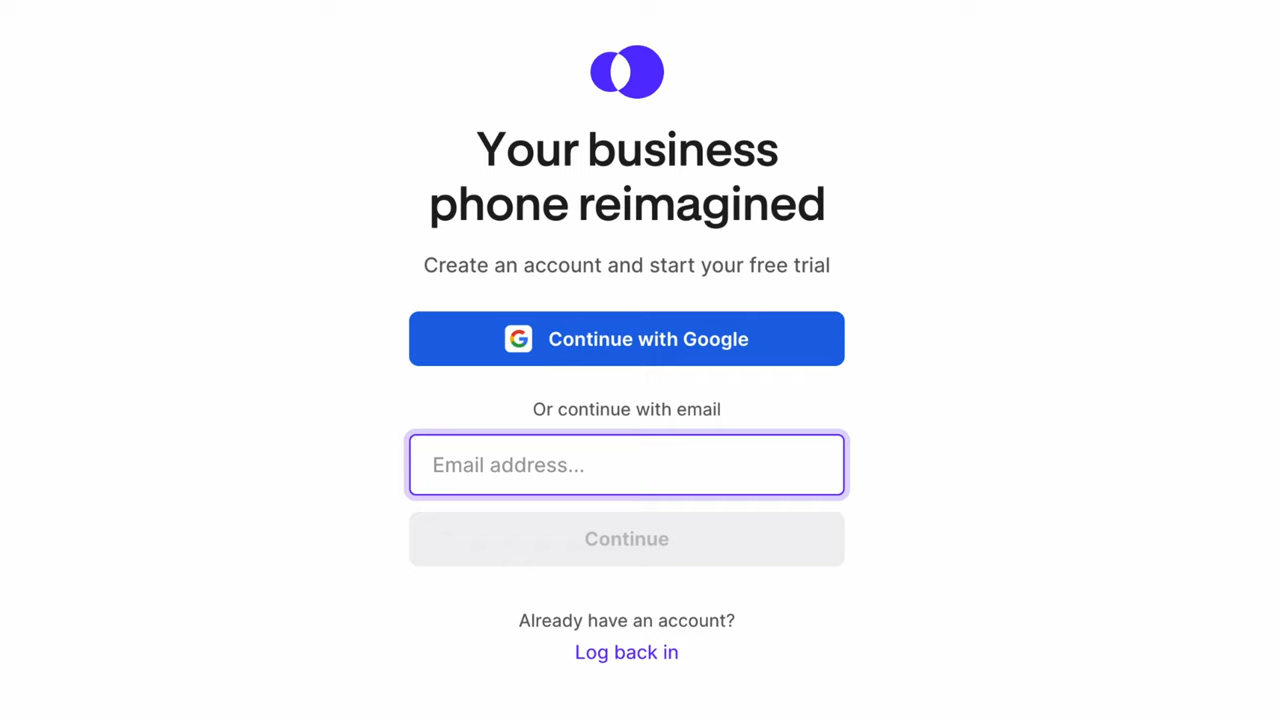 Your business
phone reimagined
Create an account and start your free trial
Continue with Google
Or continue with email
Email address...
Continue
Already have an account?
Log back in